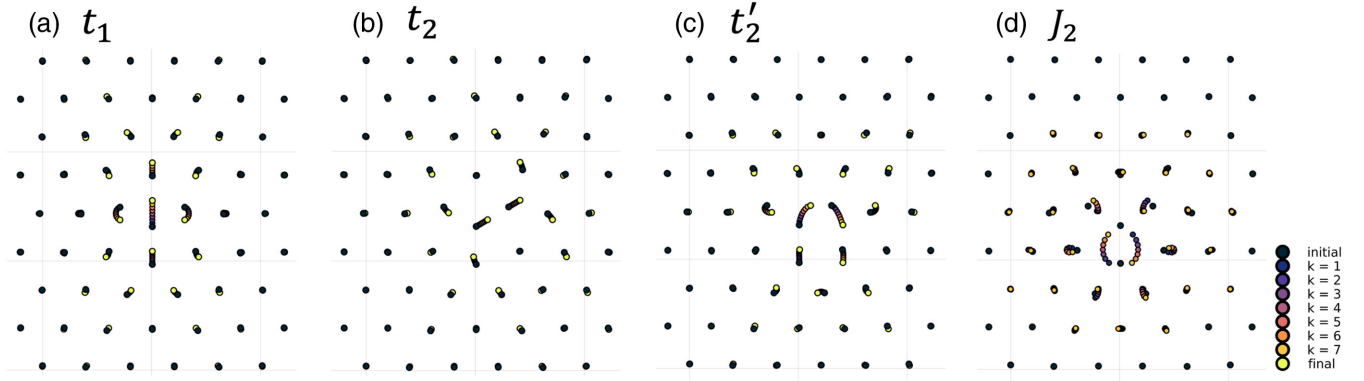 (a) t₁
(b) t₂
(c) t₂′
(d) J₂
initial
k = 1
k = 2
k = 3
k = 4
k = 5
k = 6
k = 7
final